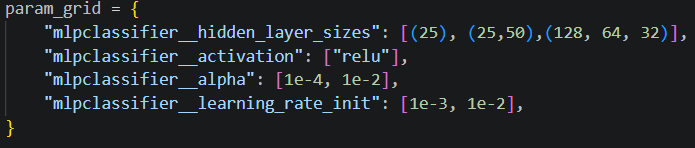 param_grid = {
    "mlpclassifier__hidden_layer_sizes": [(25), (25,50),(128, 64, 32)],
    "mlpclassifier__activation": ["relu"],
    "mlpclassifier__alpha": [1e-4, 1e-2],
    "mlpclassifier__learning_rate_init": [1e-3, 1e-2],
}